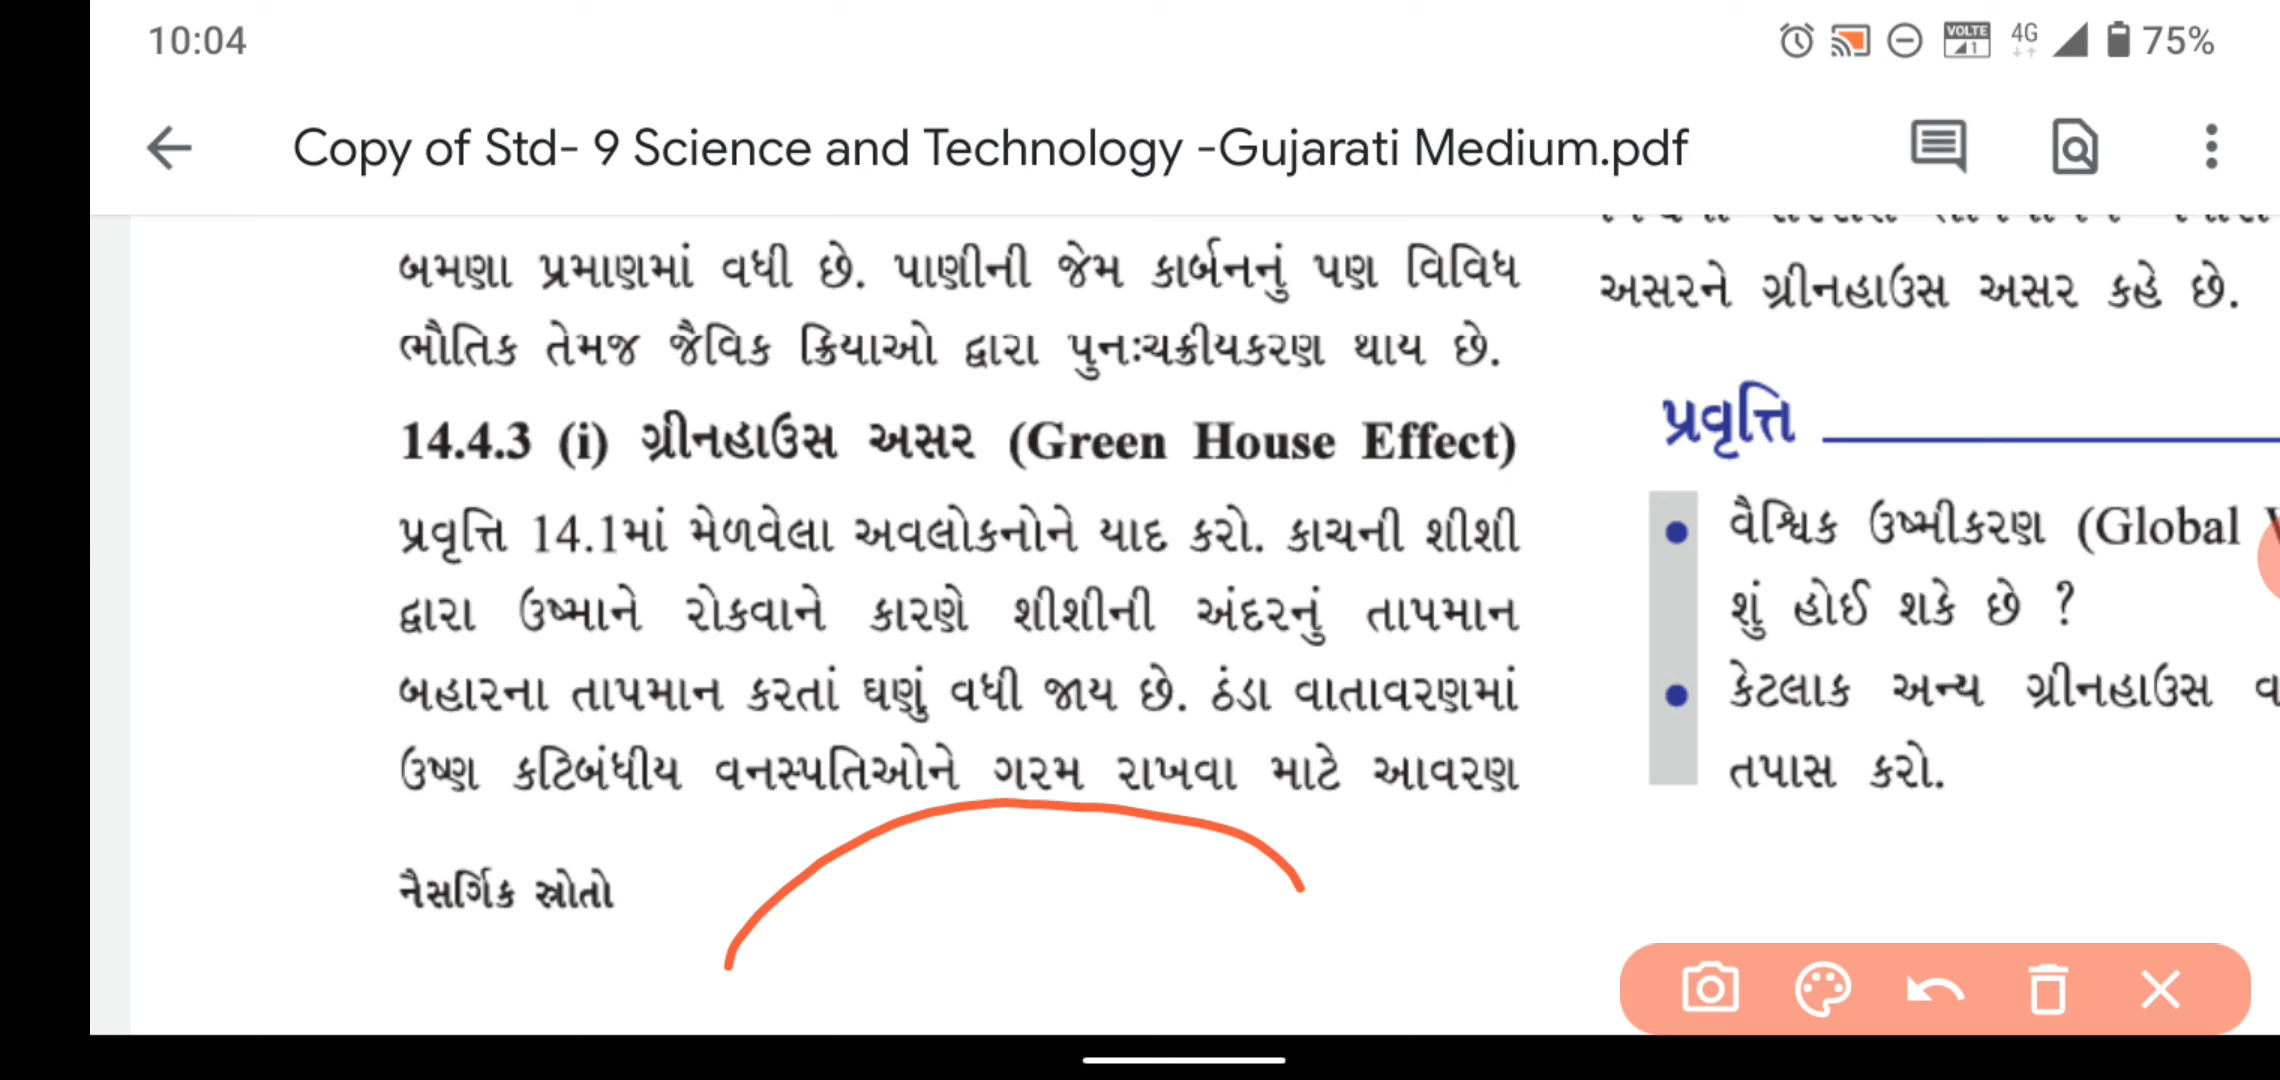 10:04
VOLTE 1 4G 75%
Copy of Std- 9 Science and Technology -Gujarati Medium.pdf
બમણા પ્રમાણમાં વધી છે. પાણીની જેમ કાર્બનનું પણ વિવિધ
ભૌતિક તેમજ જૈવિક ક્રિયાઓ દ્વારા પુનઃચક્રીયકરણ થાય છે.
14.4.3 (i) ગ્રીનહાઉસ અસર (Green House Effect)
પ્રવૃત્તિ 14.1માં મેળવેલા અવલોકનોને યાદ કરો. કાચની શીશી
દ્વારા ઉષ્માને રોકવાને કારણે શીશીની અંદરનું તાપમાન
બહારના તાપમાન કરતાં ઘણું વધી જાય છે. ઠંડા વાતાવરણમાં
ઉષ્ણ કટિબંધીય વનસ્પતિઓને ગરમ રાખવા માટે આવરણ
નૈસર્ગિક સ્રોતો
અસરને ગ્રીનહાઉસ અસર કહે છે.
પ્રવૃત્તિ
• વૈશ્વિક ઉષ્મીકરણ (Global
શું હોઈ શકે છે ?
• કેટલાક અન્ય ગ્રીનહાઉસ
તપાસ કરો.